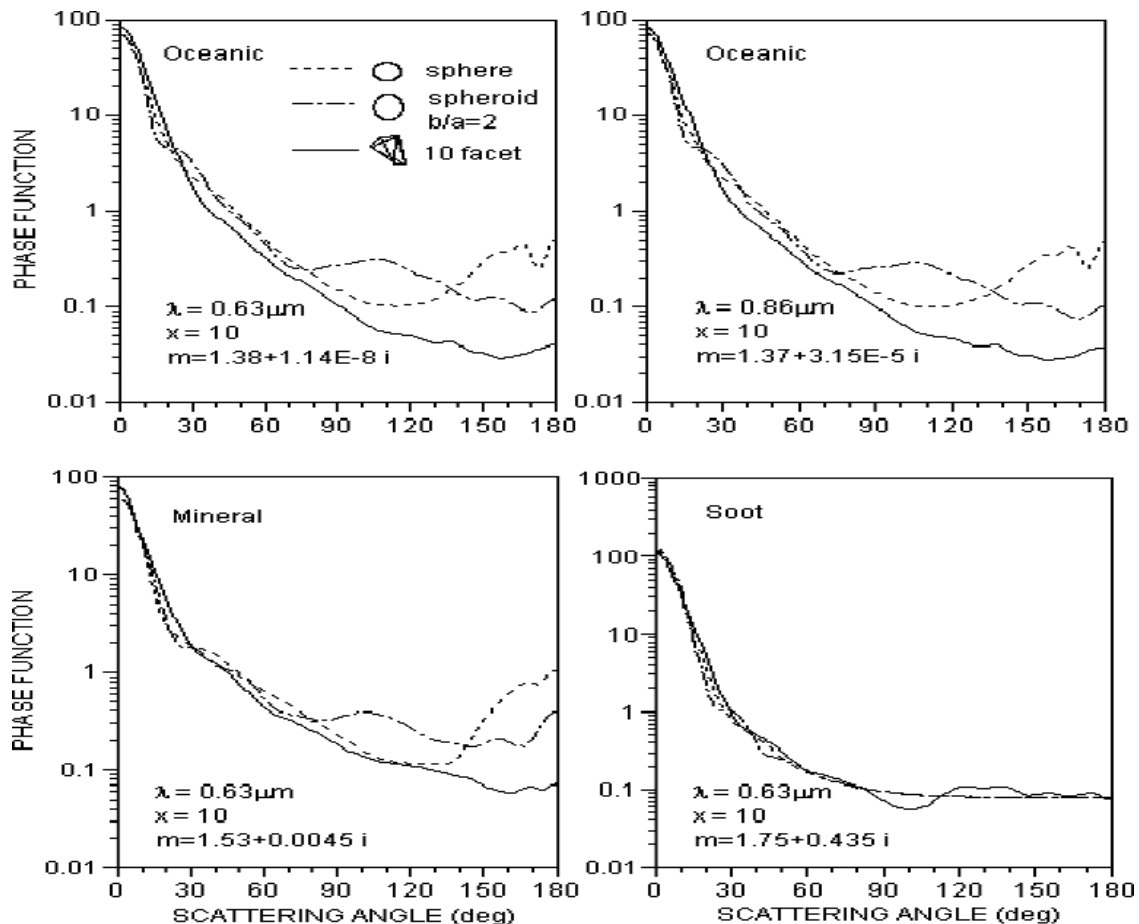 100
10
1
0.1
0.01
PHASE FUNCTION
Oceanic
sphere
spheroid
b/a=2
10 facet
λ = 0.63µm
x = 10
m=1.38+1.14E-8 i
0 30 60 90 120 150 180
100
10
1
0.1
0.01
Oceanic
λ = 0.86µm
x = 10
m=1.37+3.15E-5 i
0 30 60 90 120 150 180
100
10
1
0.1
0.01
PHASE FUNCTION
Mineral
λ = 0.63µm
x = 10
m=1.53+0.0045 i
0 30 60 90 120 150 180
SCATTERING ANGLE (deg)
1000
100
10
1
0.1
0.01
Soot
λ = 0.63µm
x = 10
m=1.75+0.435 i
0 30 60 90 120 150 180
SCATTERING ANGLE (deg)